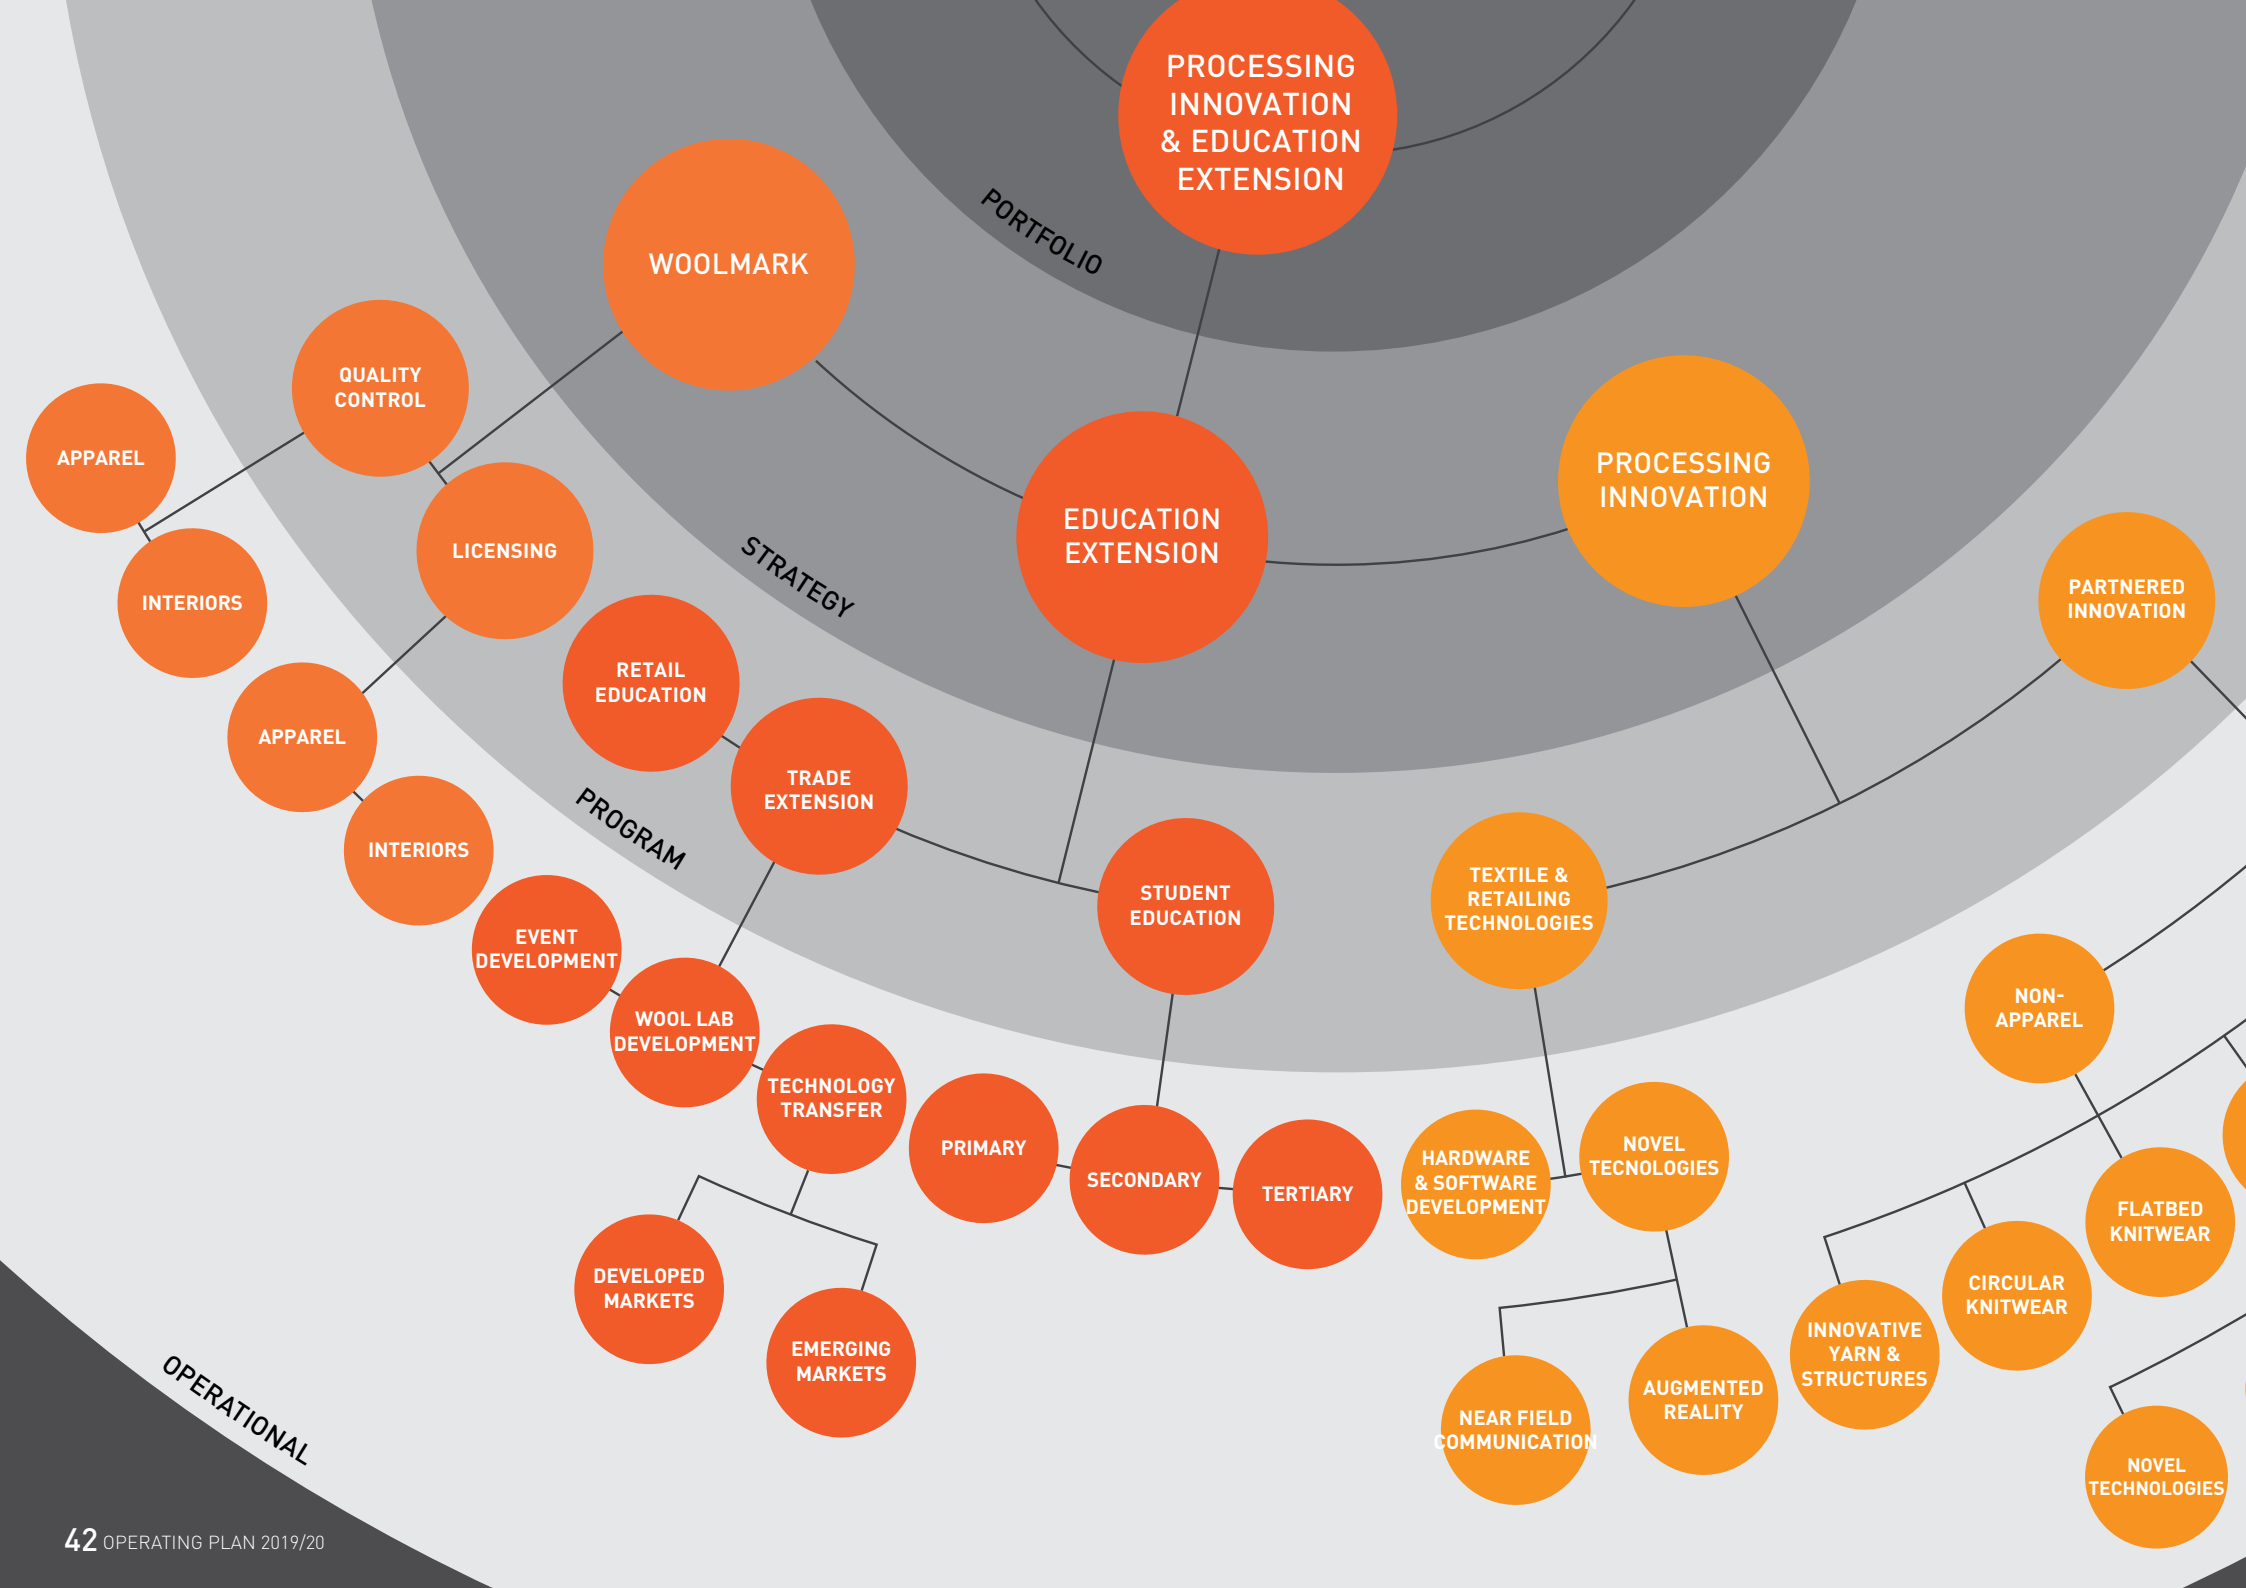 PROCESSING
INNOVATION
& EDUCATION
EXTENSION
PORTFOLIO
WOOLMARK
QUALITY
CONTROL
APPAREL
INTERIORS
LICENSING
APPAREL
INTERIORS
STRATEGY
EDUCATION
EXTENSION
PROCESSING
INNOVATION
PARTNERED
INNOVATION
RETAIL
EDUCATION
TRADE
EXTENSION
PROGRAM
STUDENT
EDUCATION
TEXTILE &
RETAILING
TECHNOLOGIES
EVENT
DEVELOPMENT
WOOL LAB
DEVELOPMENT
TECHNOLOGY
TRANSFER
PRIMARY
SECONDARY
TERTIARY
HARDWARE
& SOFTWARE
DEVELOPMENT
NOVEL
TECNOLOGIES
NON-
APPAREL
FLATBED
KNITWEAR
CIRCULAR
KNITWEAR
INNOVATIVE
YARN &
STRUCTURES
DEVELOPED
MARKETS
EMERGING
MARKETS
NEAR FIELD
COMMUNICATION
AUGMENTED
REALITY
NOVEL
TECHNOLOGIES
OPERATIONAL
42 OPERATING PLAN 2019/20